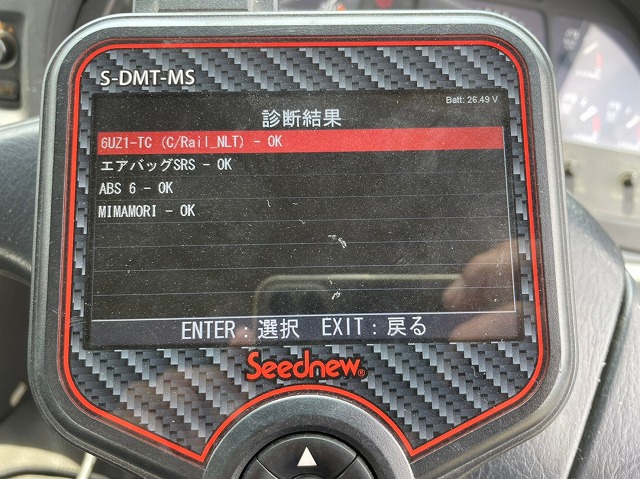 S-DMT-MS
Batt: 26.49 V
診断結果
6UZ1-TC (C/Rail_NLT) - OK
エアバッグSRS - OK
ABS 6 - OK
MIMAMORI - OK
ENTER：選択 EXIT：戻る
Seednew®